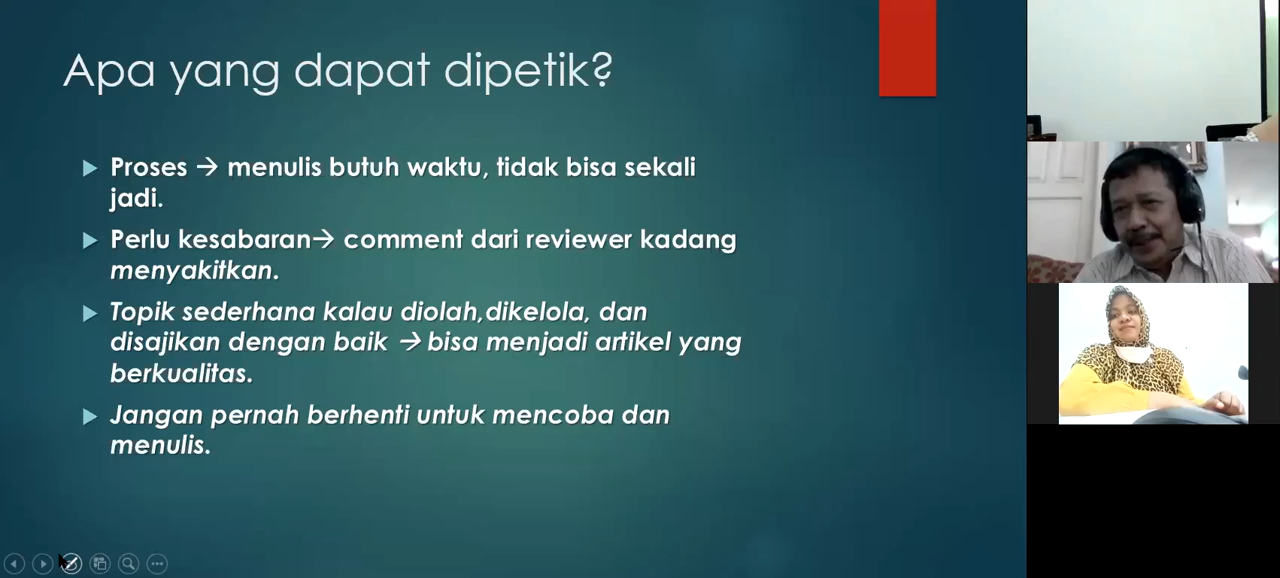 Apa yang dapat dipetik?
Proses → menulis butuh waktu, tidak bisa sekali
jadi.
Perlu kesabaran→ comment dari reviewer kadang
menyakitkan.
Topik sederhana kalau diolah,dikelola, dan
disajikan dengan baik → bisa menjadi artikel yang
berkualitas.
Jangan pernah berhenti untuk mencoba dan
menulis.